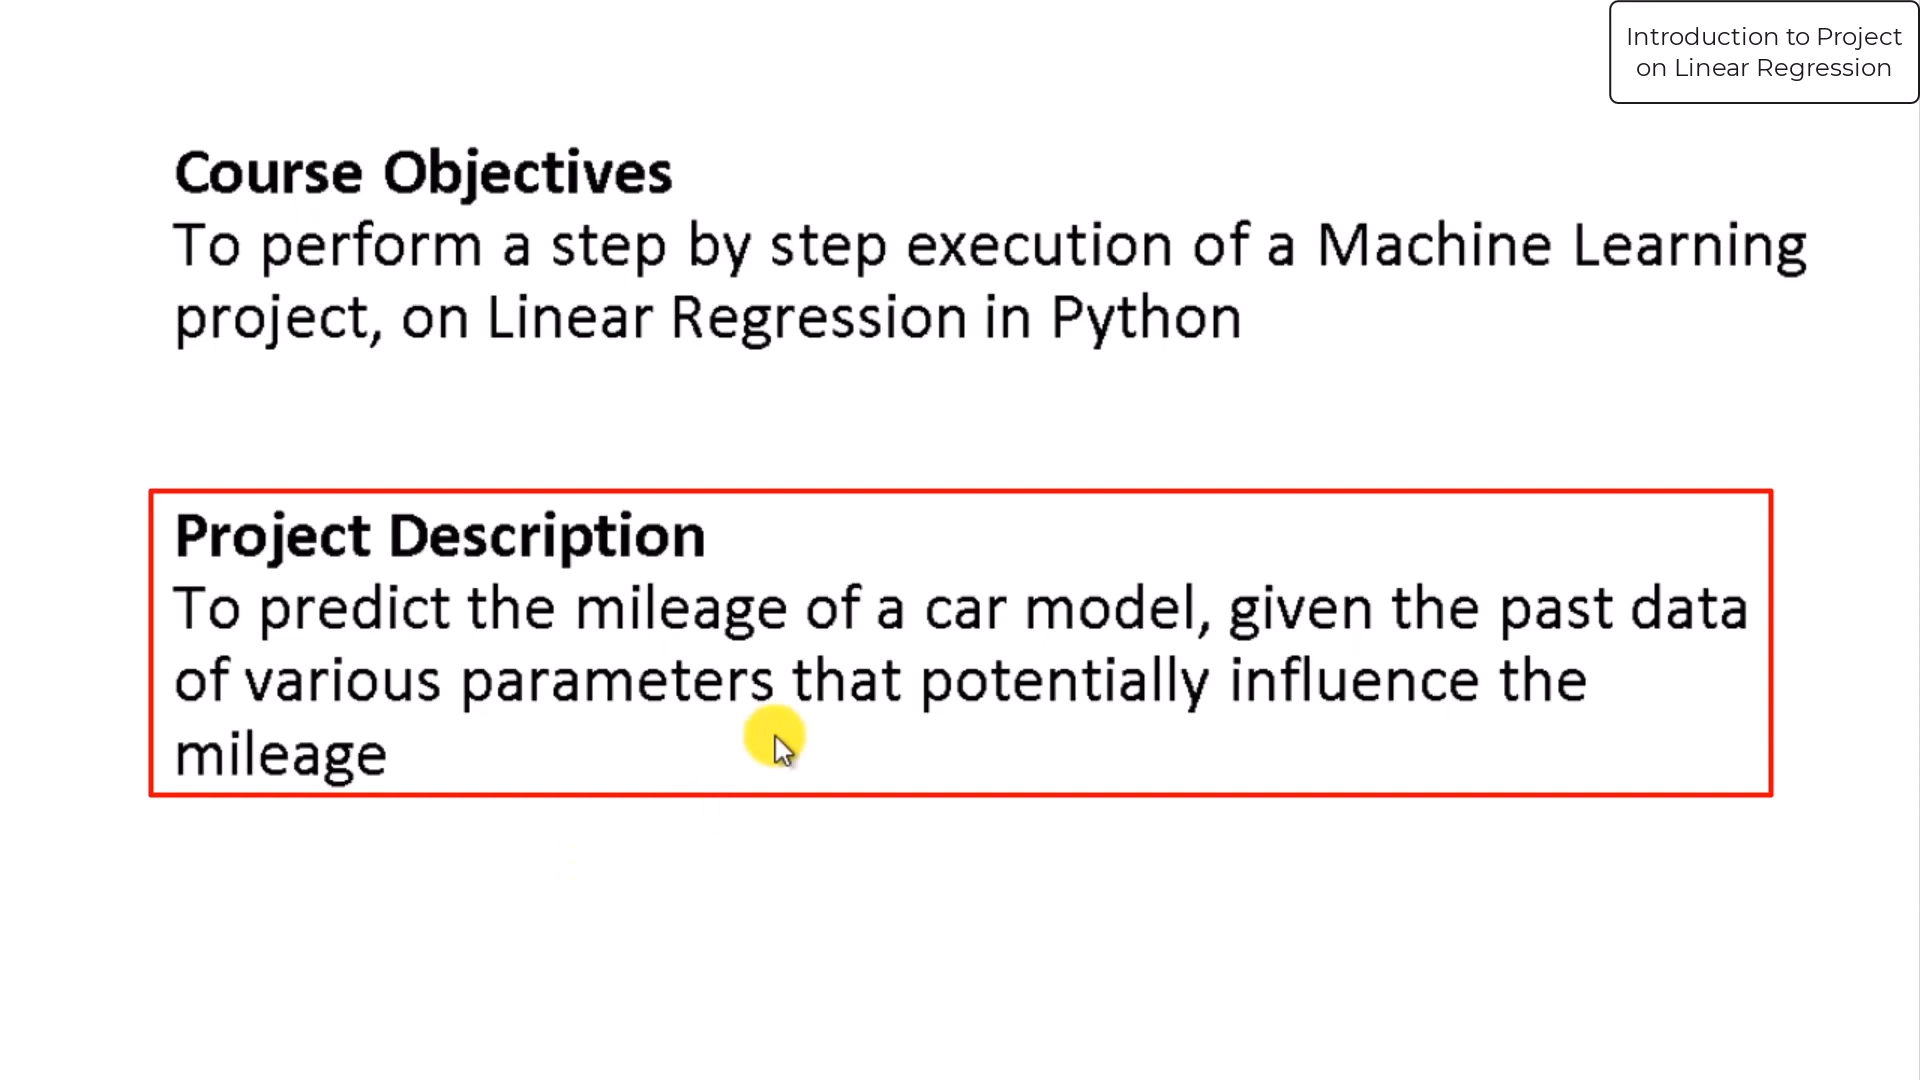 Introduction to Project
on Linear Regression
Course Objectives
To perform a step by step execution of a Machine Learning
project, on Linear Regression in Python
Project Description
To predict the mileage of a car model, given the past data
of various parameters that potentially influence the
mileage